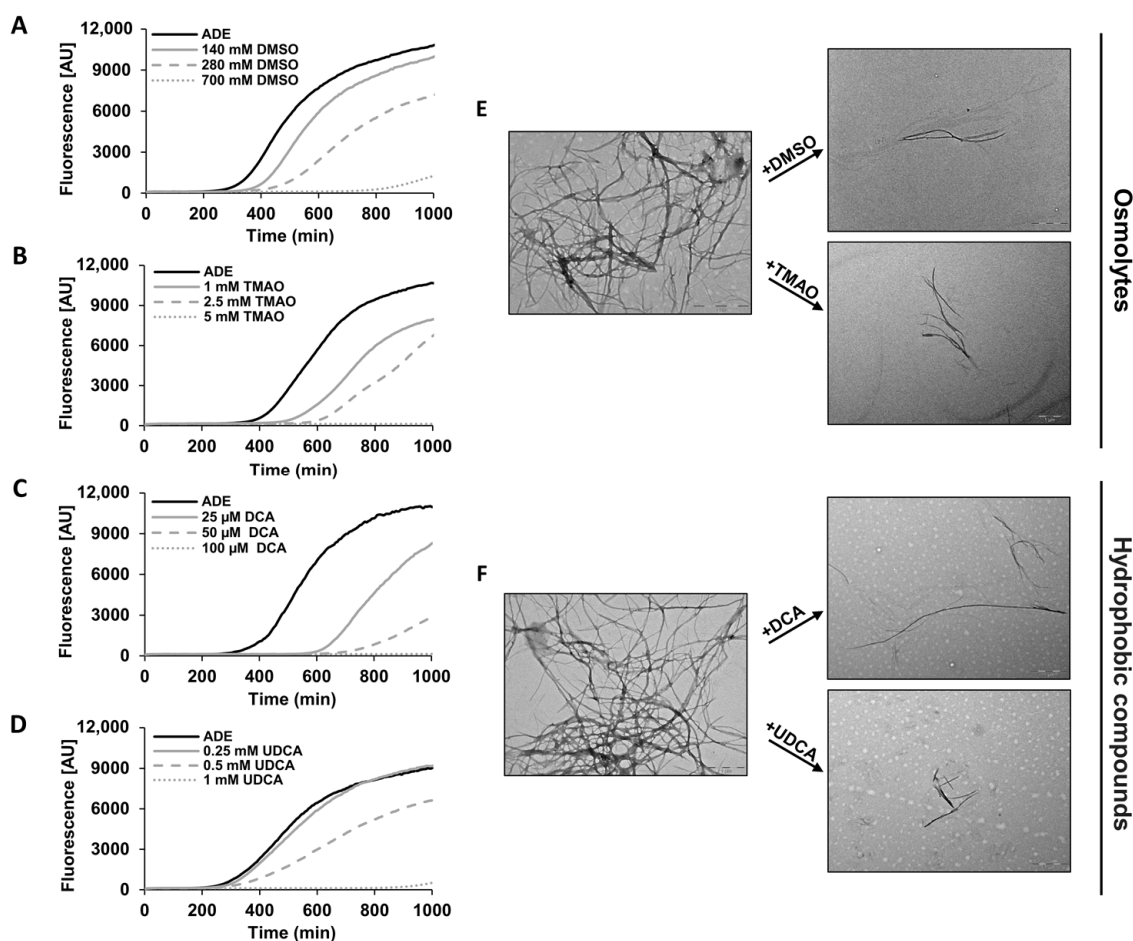 A
12,000
9000
6000
3000
0
Fluorescence [AU]
ADE
140 mM DMSO
280 mM DMSO
700 mM DMSO
0 200 400 600 800 1000
Time (min)
B
12,000
9000
6000
3000
0
Fluorescence [AU]
ADE
1 mM TMAO
2.5 mM TMAO
5 mM TMAO
0 200 400 600 800 1000
Time (min)
C
12,000
9000
6000
3000
0
Fluorescence [AU]
ADE
25 µM DCA
50 µM DCA
100 µM DCA
0 200 400 600 800 1000
Time (min)
D
12,000
9000
6000
3000
0
Fluorescence [AU]
ADE
0.25 mM UDCA
0.5 mM UDCA
1 mM UDCA
0 200 400 600 800 1000
Time (min)
E
+DMSO
+TMAO
Osmolytes
F
+DCA
+UDCA
Hydrophobic compounds